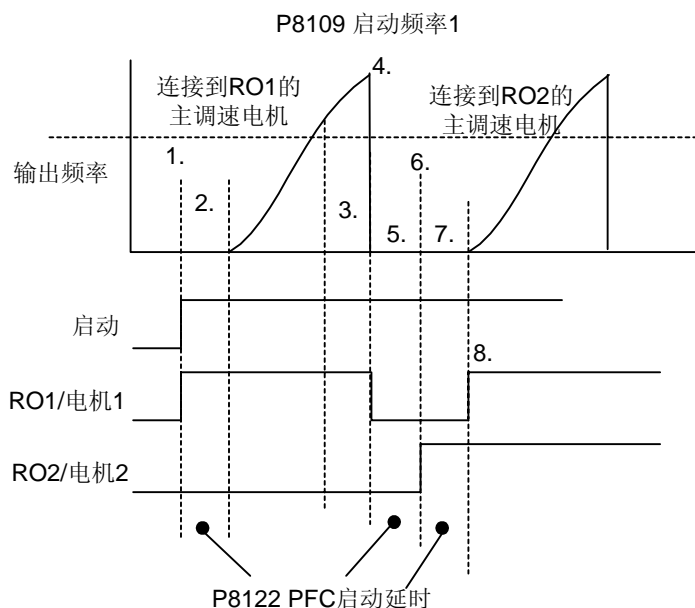 P8109 启动频率1
4.
连接到RO1的
主调速电机
连接到RO2的
主调速电机
1.
6.
输出频率
2.
3.
5.
7.
启动
8.
RO1/电机1
RO2/电机2
P8122 PFC启动延时